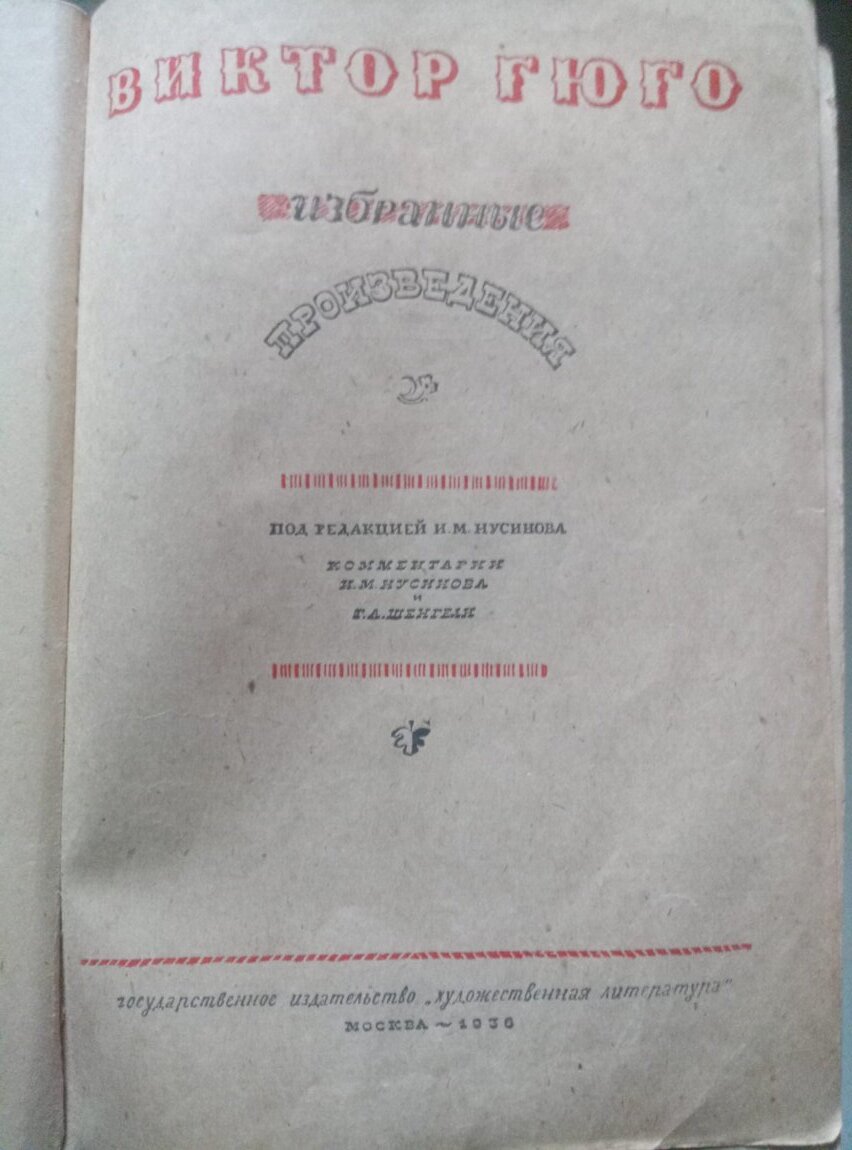 ВИКТОР ГЮГО
избранные
ПРОИЗВЕДЕНИЯ
ПОД РЕДАКЦИЕЙ И. М. НУСИНОВА
КОММЕНТАРИИ
И. М. НУСИНОВА
И
Г. А. ШЕНГЕЛИ
государственное издательство „художественная литература“
МОСКВА ~ 1936